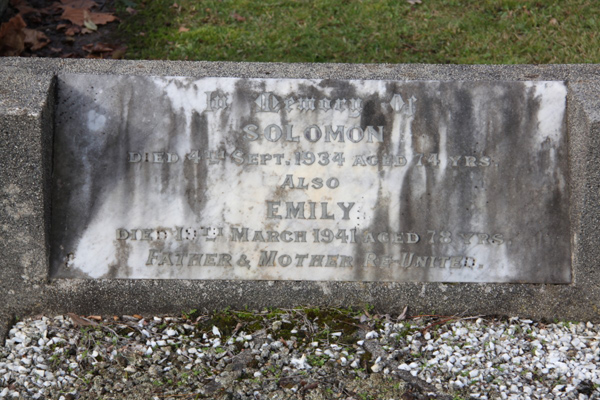 In Memory Of
SOLOMON
DIED 4TH SEPT. 1934 AGED 74 YRS.
ALSO
EMILY
DIED 13TH MARCH 1941 AGED 78 YRS.
FATHER & MOTHER RE-UNITED.